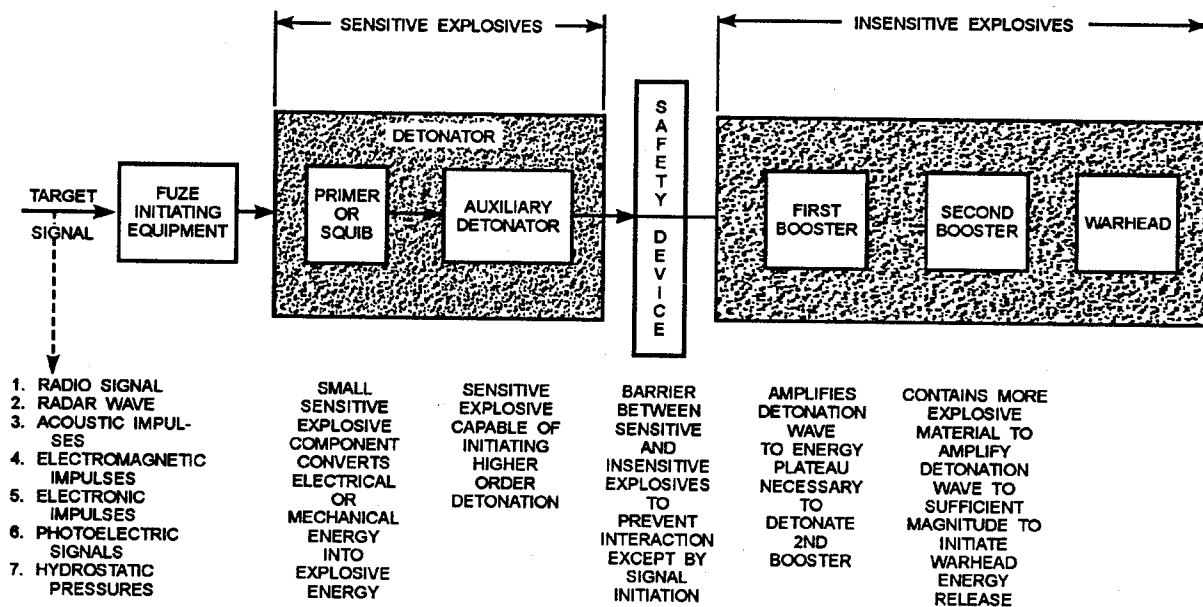 SENSITIVE EXPLOSIVES
INSENSITIVE EXPLOSIVES
DETONATOR
TARGET
SIGNAL
FUZE
INITIATING
EQUIPMENT
PRIMER
OR
SQUIB
AUXILIARY
DETONATOR
SAFETY DEVICE
FIRST
BOOSTER
SECOND
BOOSTER
WARHEAD
1. RADIO SIGNAL
2. RADAR WAVE
3. ACOUSTIC IMPUL-
SES
4. ELECTROMAGNETIC
IMPULSES
5. ELECTRONIC
IMPULSES
6. PHOTOELECTRIC
SIGNALS
7. HYDROSTATIC
PRESSURES
SMALL
SENSITIVE
EXPLOSIVE
COMPONENT
CONVERTS
ELECTRICAL
OR
MECHANICAL
ENERGY
INTO
EXPLOSIVE
ENERGY
SENSITIVE
EXPLOSIVE
CAPABLE OF
INITIATING
HIGHER
ORDER
DETONATION
BARRIER
BETWEEN
SENSITIVE
AND
INSENSITIVE
EXPLOSIVES
TO
PREVENT
INTERACTION
EXCEPT BY
SIGNAL
INITIATION
AMPLIFIES
DETONATION
WAVE
TO ENERGY
PLATEAU
NECESSARY
TO
DETONATE
2ND
BOOSTER
CONTAINS MORE
EXPLOSIVE
MATERIAL TO
AMPLIFY
DETONATION
WAVE TO
SUFFICIENT
MAGNITUDE TO
INITIATE
WARHEAD
ENERGY
RELEASE